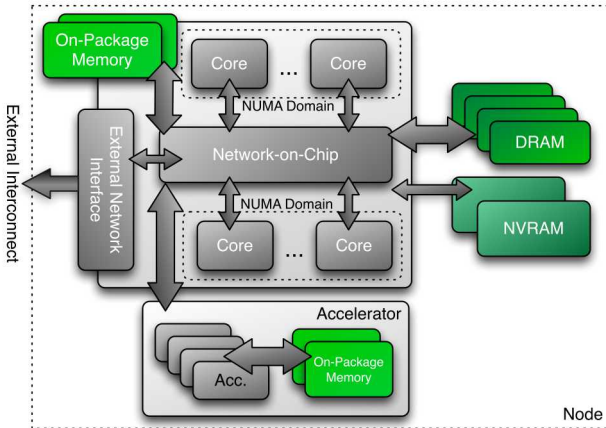 On-Package
Memory
Core
...
Core
NUMA Domain
External Interconnect
External Network
Interface
Network-on-Chip
DRAM
NVRAM
NUMA Domain
Core
...
Core
Accelerator
Acc.
On-Package
Memory
Node